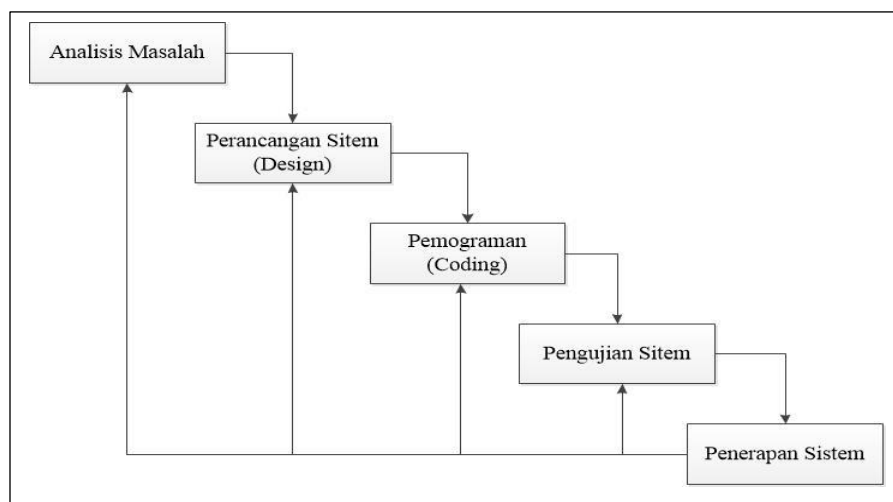 Analisis Masalah
Perancangan Sitem
(Design)
Pemograman
(Coding)
Pengujian Sitem
Penerapan Sistem